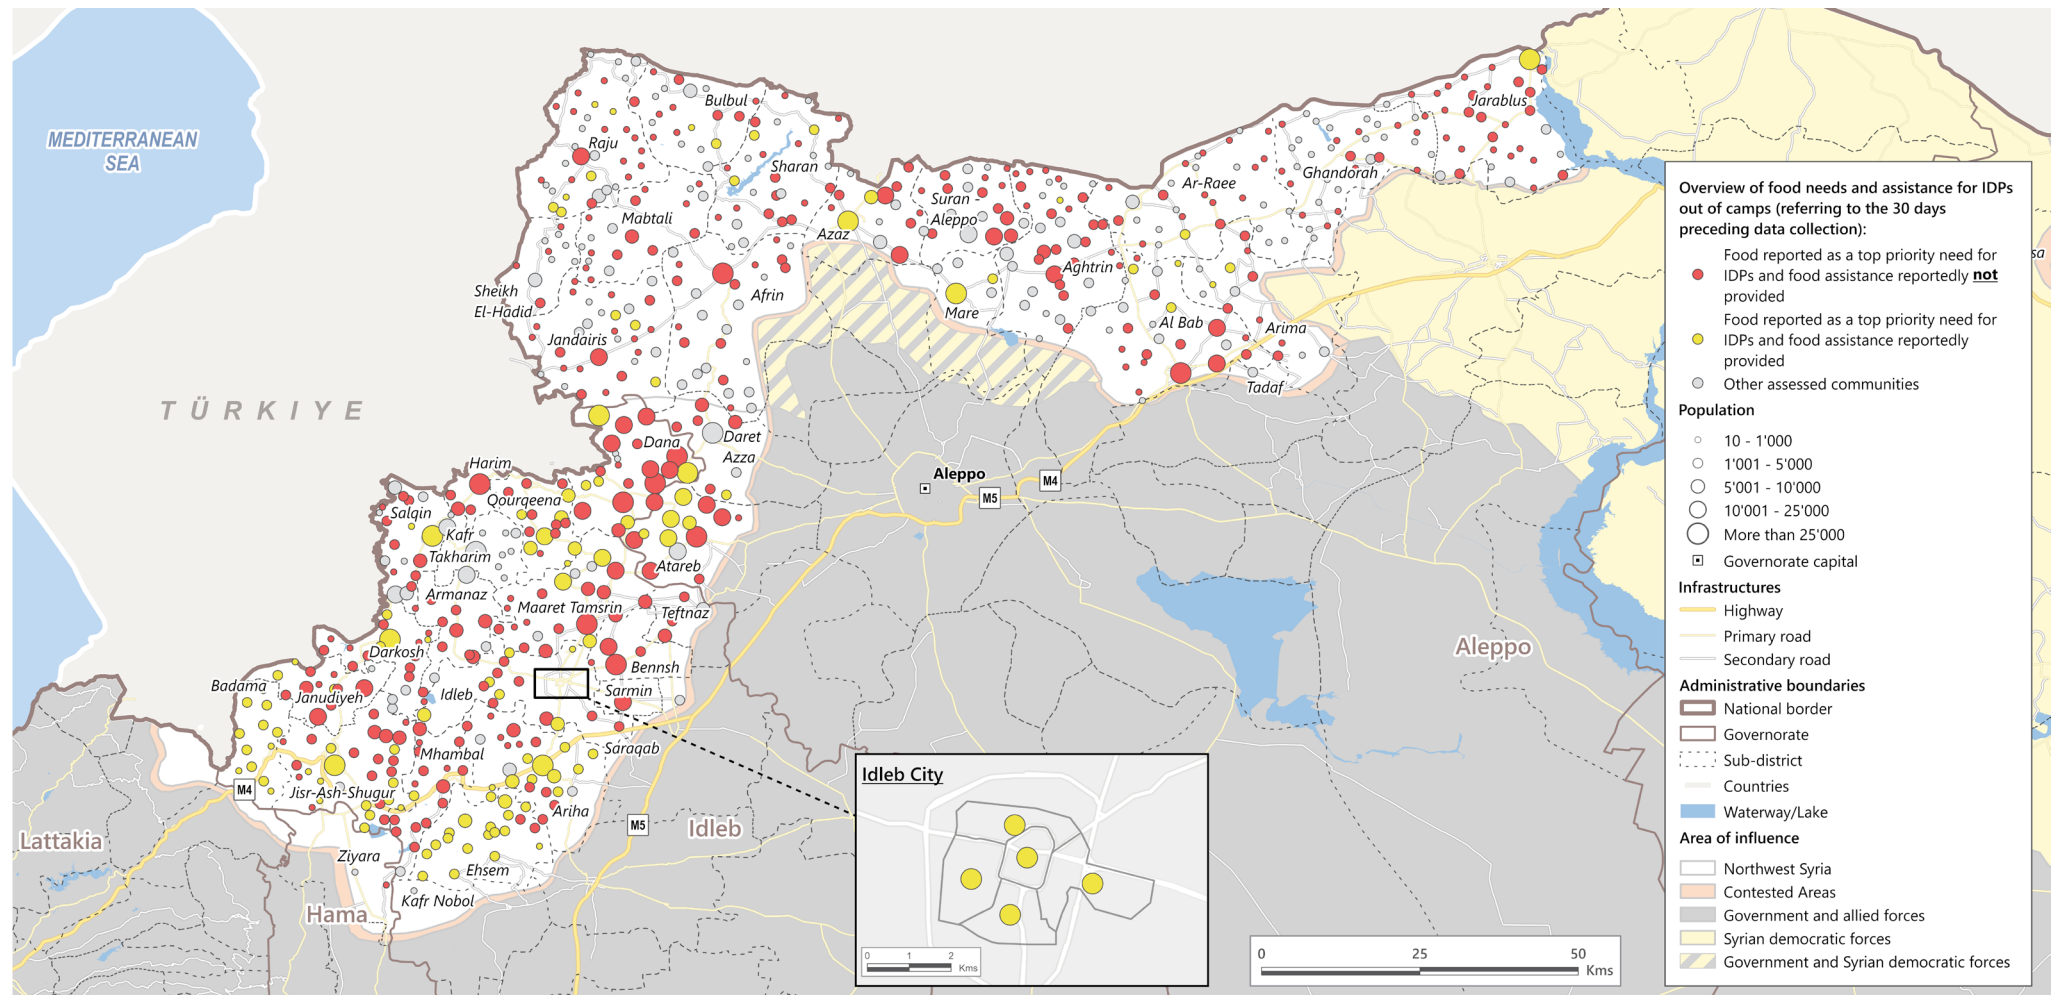 MEDITERRANEAN
SEA
TÜRKIYE
Bulbul
Raju
Sharan
Mabtali
Sheikh
El-Hadid
Afrin
Jandairis
Azaz
Suran -
Aleppo
Mare
Aghtrin
Ar-Raee
Ghandorah
Jarablus
Al Bab
Arima
Tadaf
Dana
Daret
Azza
Harim
Qourqeena
Salqin
Kafr
Takharim
Armanaz
Atareb
Maaret Tamsrin
Teftnaz
Darkosh
Bennsh
Badama
Janudiyeh
Idleb
Sarmin
Mhambal
Saraqab
Jisr-Ash-Shugur
Ariha
Ziyara
Ehsem
Kafr Nobol
Aleppo
M5
M4
M4
M5
Lattakia
Hama
Idleb
Aleppo
sa
Idleb City
0 1 2
Kms
0 25 50
Kms
Overview of food needs and assistance for IDPs
out of camps (referring to the 30 days
preceding data collection):
Food reported as a top priority need for
IDPs and food assistance reportedly not
provided
Food reported as a top priority need for
IDPs and food assistance reportedly
provided
Other assessed communities
Population
10 - 1'000
1'001 - 5'000
5'001 - 10'000
10'001 - 25'000
More than 25'000
Governorate capital
Infrastructures
Highway
Primary road
Secondary road
Administrative boundaries
National border
Governorate
Sub-district
Countries
Waterway/Lake
Area of influence
Northwest Syria
Contested Areas
Government and allied forces
Syrian democratic forces
Government and Syrian democratic forces